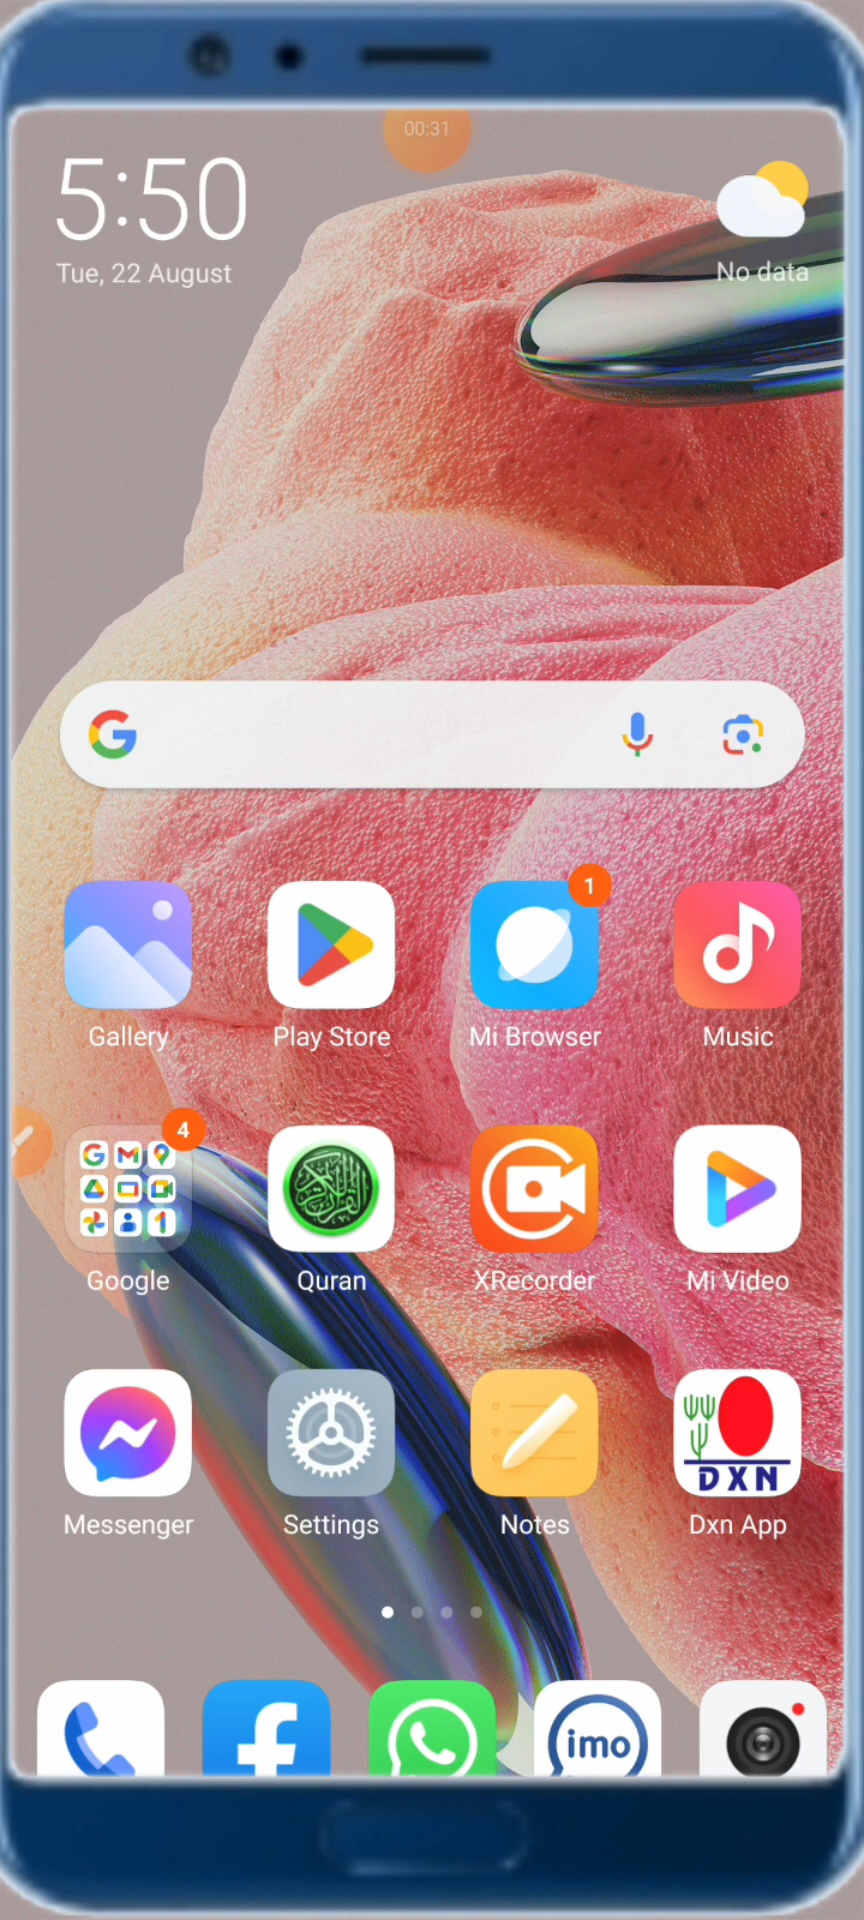 00:31
5:50
Tue, 22 August
No data
1
Gallery
Play Store
Mi Browser
Music
4
Google
Quran
XRecorder
Mi Video
DXN
Messenger
Settings
Notes
Dxn App
imo